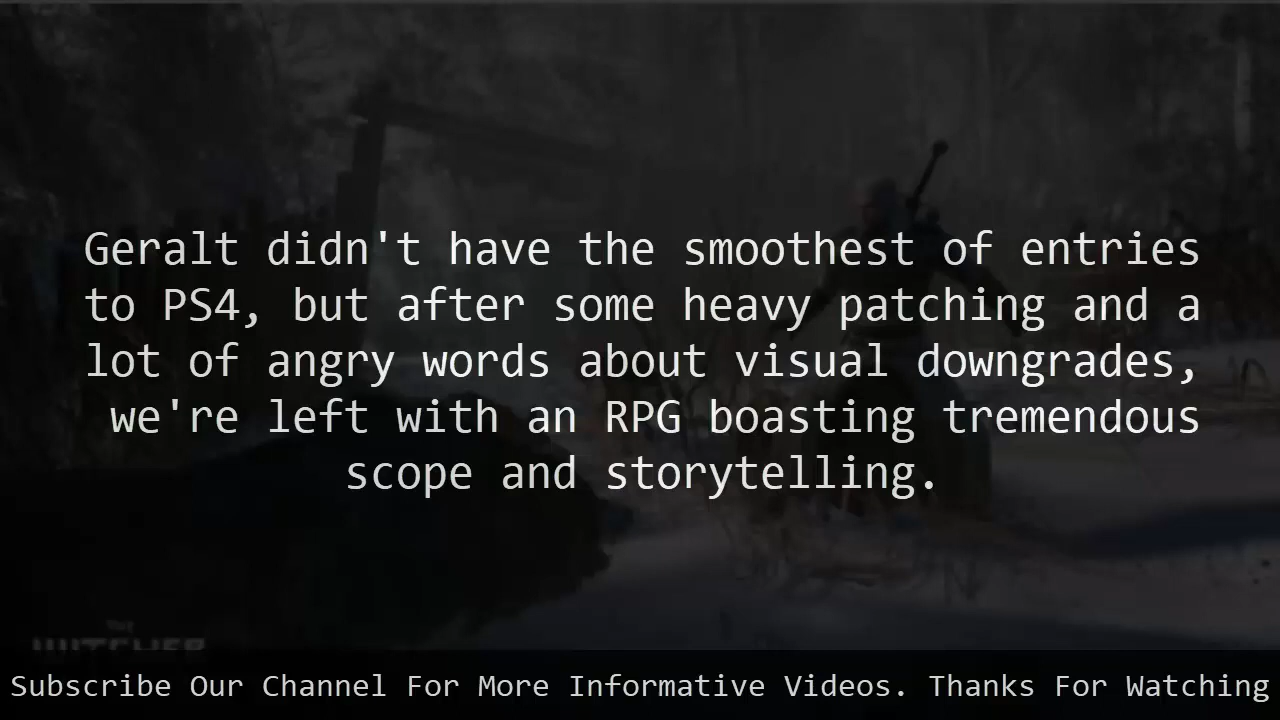 Geralt didn't have the smoothest of entries
to PS4, but after some heavy patching and a
lot of angry words about visual downgrades,
we're left with an RPG boasting tremendous
scope and storytelling.
THE
WITCHER
Subscribe Our Channel For More Informative Videos. Thanks For Watching